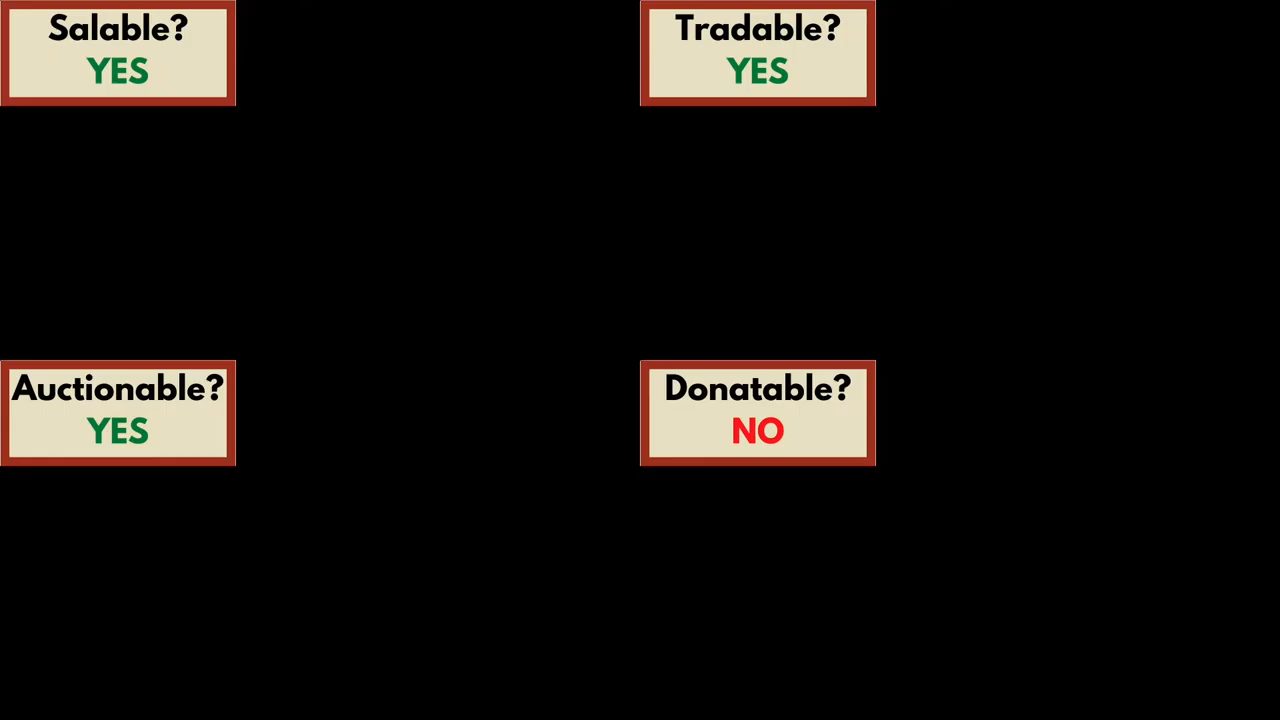 Salable?
YES
Tradable?
YES
Auctionable?
YES
Donatable?
NO